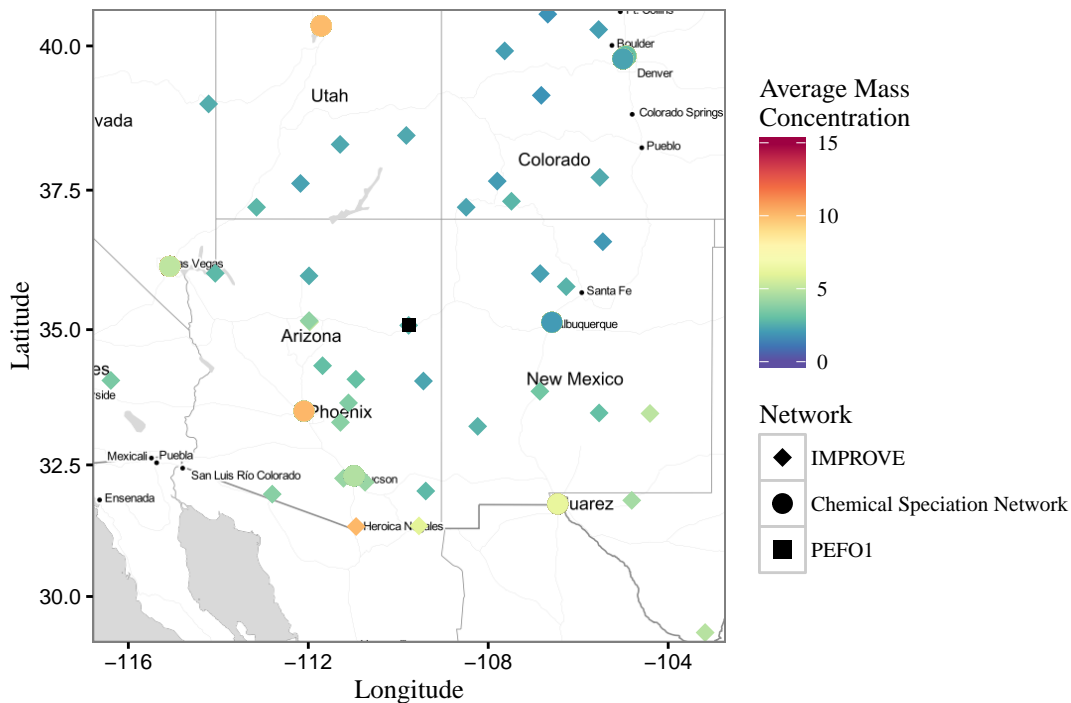 Ft. Collins
40.0
Boulder
Denver
Utah
vada
Colorado Springs
Pueblo
Colorado
37.5
as Vegas
Santa Fe
35.0
Albuquerque
Arizona
es
New Mexico
rside
Phoenix
32.5
Mexicali
Puebla
San Luis Río Colorado
ucson
Ensenada
Juarez
Heroica N ales
30.0
−116
−112
−108
−104
Latitude
Longitude
Average Mass
Concentration
15
10
5
0
Network
IMPROVE
Chemical Speciation Network
PEFO1